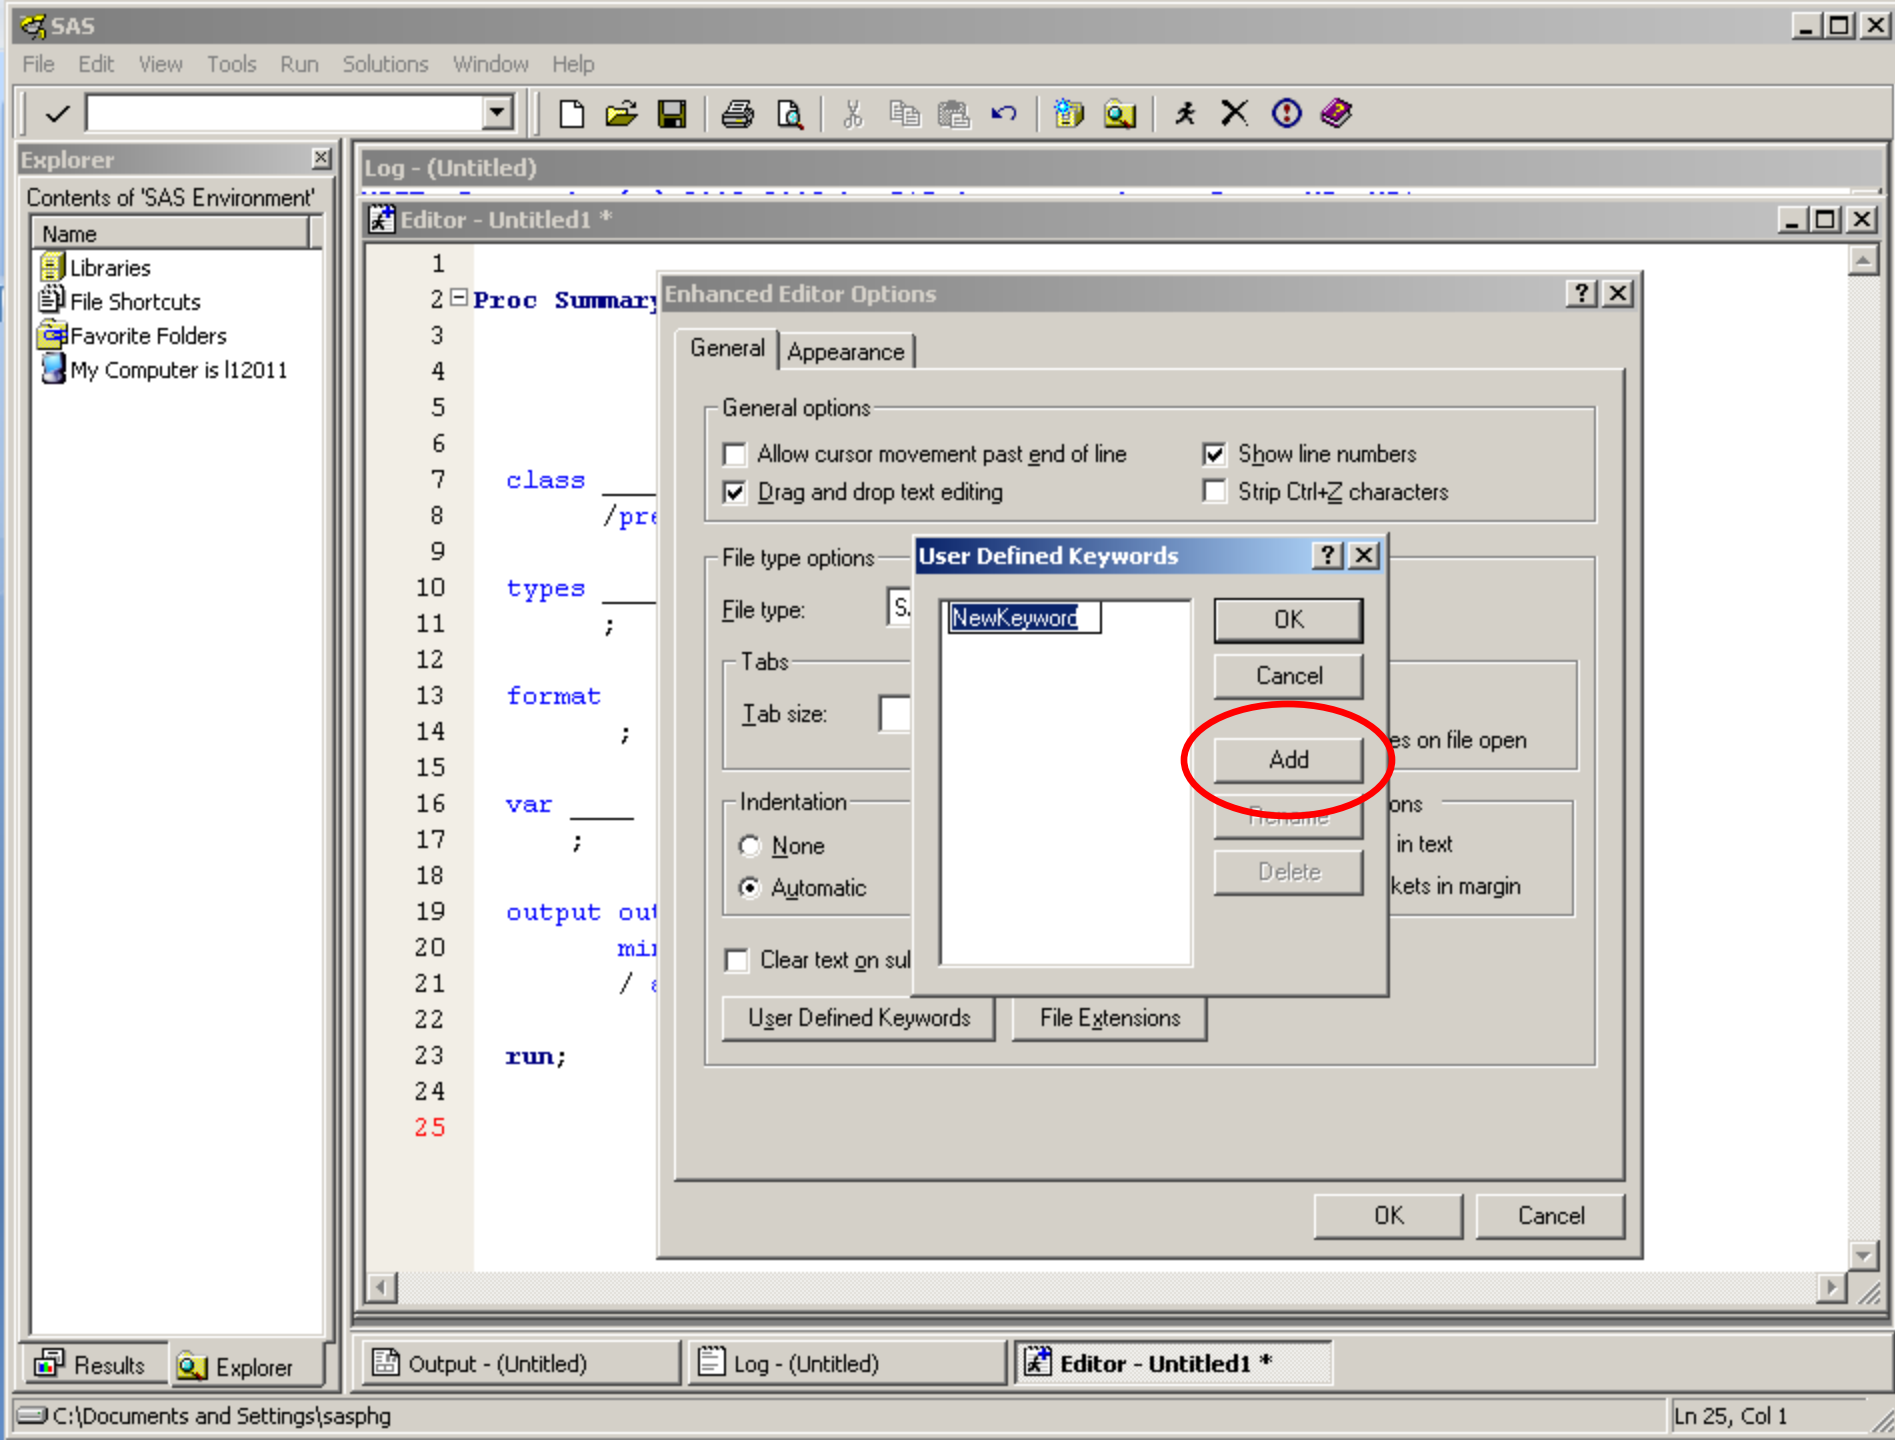 SAS
File Edit View Tools Run Solutions Window Help
Explorer
Contents of 'SAS Environment'
Name
Libraries
File Shortcuts
Favorite Folders
My Computer is l12011
Log - (Untitled)
Editor - Untitled1 *
1
2 Proc Summary
3
4
5
6
7 class ____
8 /pre
9
10 types ____
11 ;
12
13 format
14 ;
15
16 var ____
17 ;
18
19 output out
20 min
21 /
22
23 run;
24
25
Enhanced Editor Options
General Appearance
General options
Allow cursor movement past end of line Show line numbers
Drag and drop text editing Strip Ctrl+Z characters
File type options
File type: S
Tabs
Tab size:
es on file open
Indentation
None
Automatic
ons
in text
kets in margin
Clear text on sul
User Defined Keywords File Extensions
OK Cancel
User Defined Keywords
NewKeyword
OK
Cancel
Add
Rename
Delete
Results Explorer
Output - (Untitled) Log - (Untitled) Editor - Untitled1 *
C:\Documents and Settings\sasphg
Ln 25, Col 1